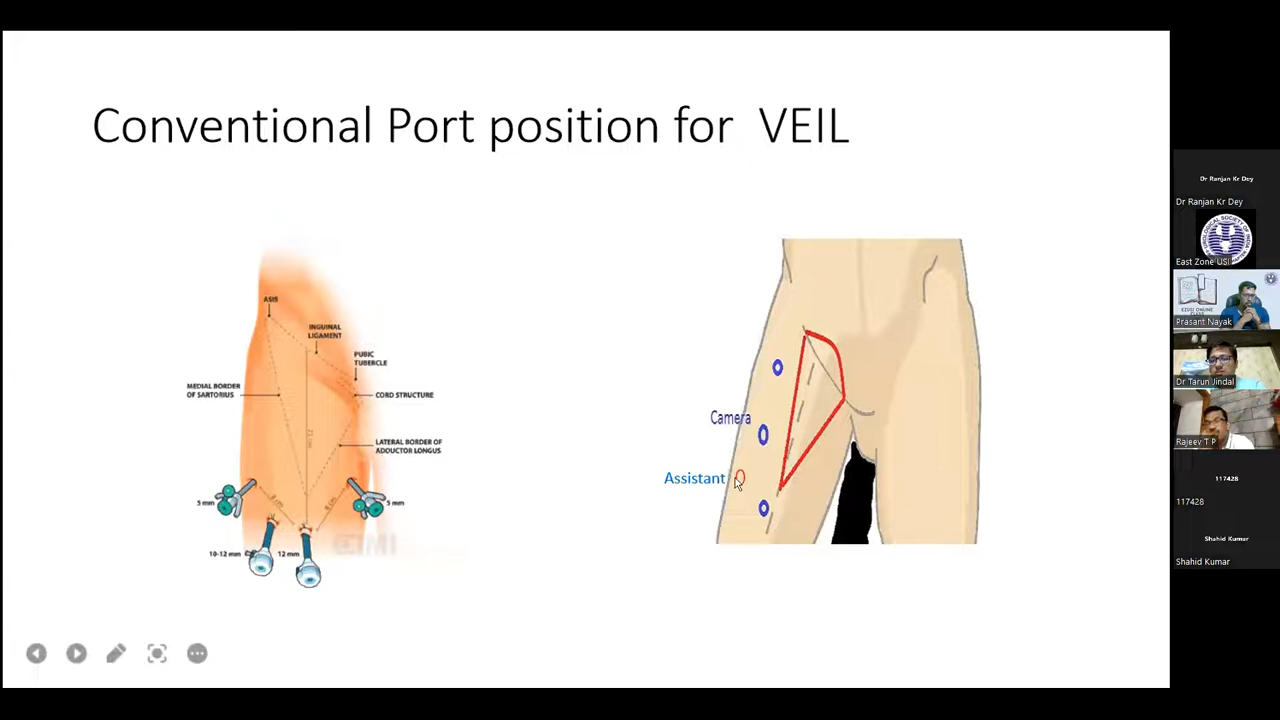 Conventional Port position for VEIL
ASIS
INGUINAL
LIGAMENT
PUBIC
TUBERCLE
MEDIAL BORDER
OF SARTORIUS
CORD STRUCTURE
LATERAL BORDER OF
ADDUCTOR LONGUS
5 mm
5 mm
10-12 mm
12 mm
Camera
Assistant
Dr Ranjan Kr Dey
Dr Ranjan Kr Dey
East Zone USI
Prasant Nayak
Dr Tarun Jindal
Rajeev T P
117428
117428
Shahid Kumar
Shahid Kumar